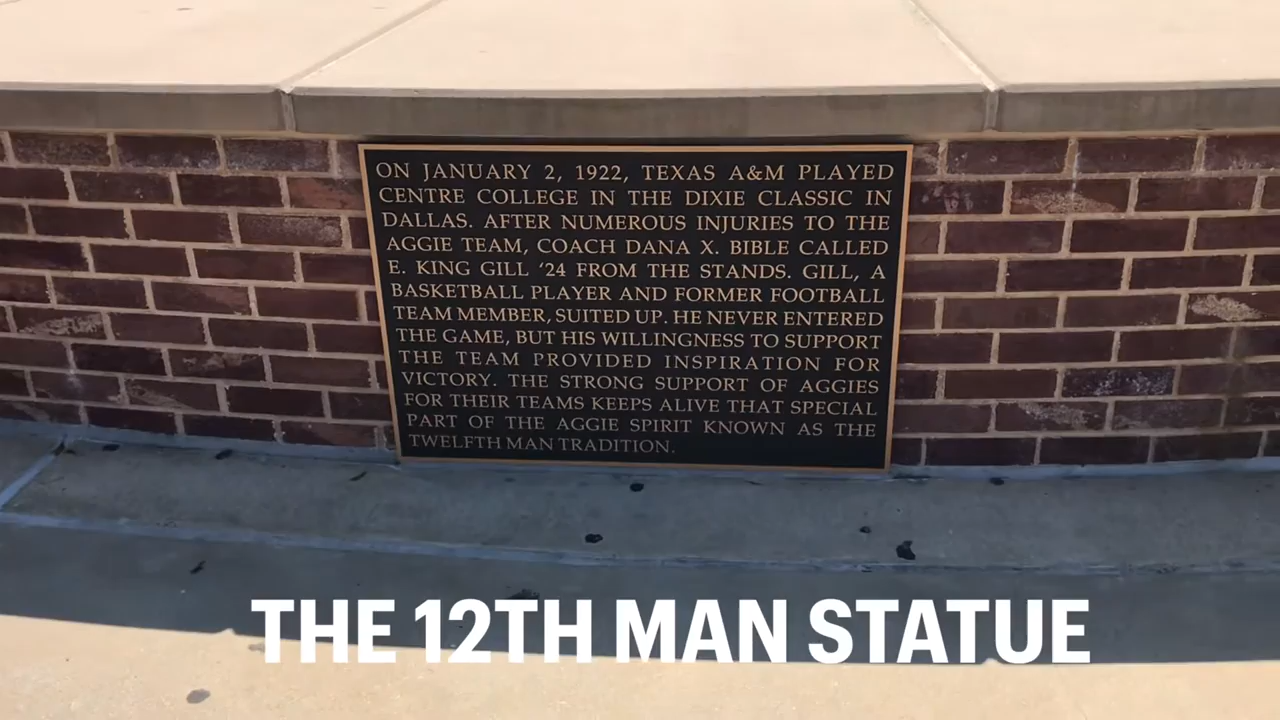 ON JANUARY 2, 1922, TEXAS A&M PLAYED
CENTRE COLLEGE IN THE DIXIE CLASSIC IN
DALLAS. AFTER NUMEROUS INJURIES TO THE
AGGIE TEAM, COACH DANA X. BIBLE CALLED
E. KING GILL '24 FROM THE STANDS. GILL, A
BASKETBALL PLAYER AND FORMER FOOTBALL
TEAM MEMBER, SUITED UP. HE NEVER ENTERED
THE GAME, BUT HIS WILLINGNESS TO SUPPORT
THE TEAM PROVIDED INSPIRATION FOR
VICTORY. THE STRONG SUPPORT OF AGGIES
FOR THEIR TEAMS KEEPS ALIVE THAT SPECIAL
PART OF THE AGGIE SPIRIT KNOWN AS THE
TWELFTH MAN TRADITION.
THE 12TH MAN STATUE